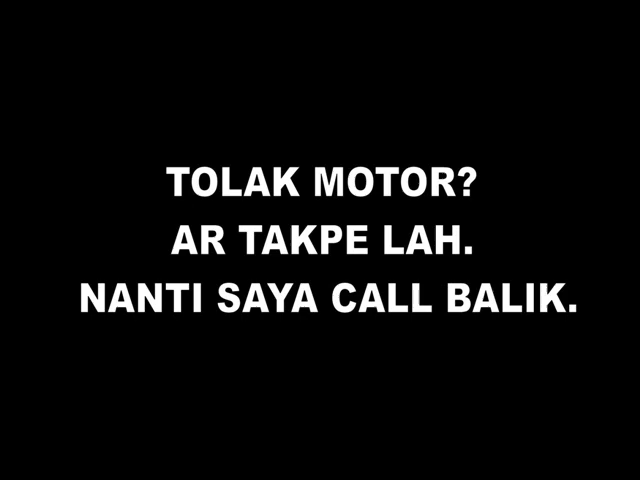 TOLAK MOTOR?
AR TAKPE LAH.
NANTI SAYA CALL BALIK.